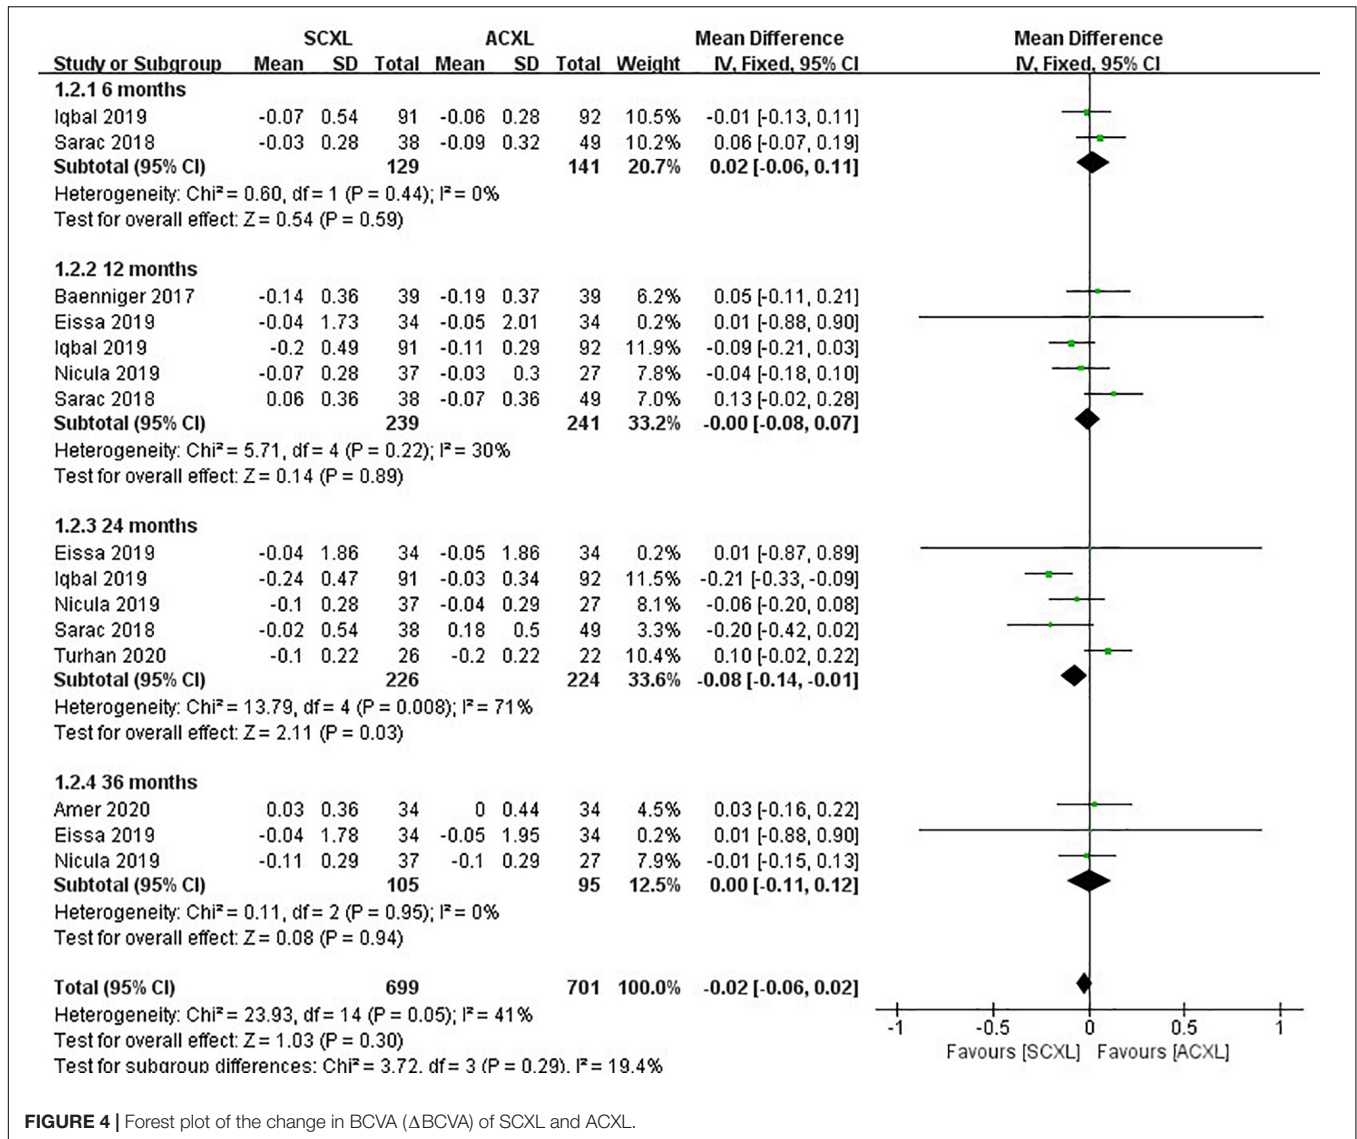 SCXL ACXL Mean Difference Mean Difference
Study or Subgroup Mean SD Total Mean SD Total Weight IV, Fixed, 95% CI IV, Fixed, 95% CI
1.2.1 6 months
Iqbal 2019 -0.07 0.54 91 -0.06 0.28 92 10.5% -0.01 [-0.13, 0.11]
Sarac 2018 -0.03 0.28 38 -0.09 0.32 49 10.2% 0.06 [-0.07, 0.19]
Subtotal (95% CI) 129 141 20.7% 0.02 [-0.06, 0.11]
Heterogeneity: Chi² = 0.60, df = 1 (P = 0.44); I² = 0%
Test for overall effect: Z = 0.54 (P = 0.59)
1.2.2 12 months
Baenniger 2017 -0.14 0.36 39 -0.19 0.37 39 6.2% 0.05 [-0.11, 0.21]
Eissa 2019 -0.04 1.73 34 -0.05 2.01 34 0.2% 0.01 [-0.88, 0.90]
Iqbal 2019 -0.2 0.49 91 -0.11 0.29 92 11.9% -0.09 [-0.21, 0.03]
Nicula 2019 -0.07 0.28 37 -0.03 0.3 27 7.8% -0.04 [-0.18, 0.10]
Sarac 2018 0.06 0.36 38 -0.07 0.36 49 7.0% 0.13 [-0.02, 0.28]
Subtotal (95% CI) 239 241 33.2% -0.00 [-0.08, 0.07]
Heterogeneity: Chi² = 5.71, df = 4 (P = 0.22); I² = 30%
Test for overall effect: Z = 0.14 (P = 0.89)
1.2.3 24 months
Eissa 2019 -0.04 1.86 34 -0.05 1.86 34 0.2% 0.01 [-0.87, 0.89]
Iqbal 2019 -0.24 0.47 91 -0.03 0.34 92 11.5% -0.21 [-0.33, -0.09]
Nicula 2019 -0.1 0.28 37 -0.04 0.29 27 8.1% -0.06 [-0.20, 0.08]
Sarac 2018 -0.02 0.54 38 0.18 0.5 49 3.3% -0.20 [-0.42, 0.02]
Turhan 2020 -0.1 0.22 26 -0.2 0.22 22 10.4% 0.10 [-0.02, 0.22]
Subtotal (95% CI) 226 224 33.6% -0.08 [-0.14, -0.01]
Heterogeneity: Chi² = 13.79, df = 4 (P = 0.008); I² = 71%
Test for overall effect: Z = 2.11 (P = 0.03)
1.2.4 36 months
Amer 2020 0.03 0.36 34 0 0.44 34 4.5% 0.03 [-0.16, 0.22]
Eissa 2019 -0.04 1.78 34 -0.05 1.95 34 0.2% 0.01 [-0.88, 0.90]
Nicula 2019 -0.11 0.29 37 -0.1 0.29 27 7.9% -0.01 [-0.15, 0.13]
Subtotal (95% CI) 105 95 12.5% 0.00 [-0.11, 0.12]
Heterogeneity: Chi² = 0.11, df = 2 (P = 0.95); I² = 0%
Test for overall effect: Z = 0.08 (P = 0.94)
Total (95% CI) 699 701 100.0% -0.02 [-0.06, 0.02]
Heterogeneity: Chi² = 23.93, df = 14 (P = 0.05); I² = 41%
Test for overall effect: Z = 1.03 (P = 0.30)
Test for subgroup differences: Chi² = 3.72, df = 3 (P = 0.29), I² = 19.4%
-1 -0.5 0 0.5 1
Favours [SCXL] Favours [ACXL]
FIGURE 4 | Forest plot of the change in BCVA (ΔBCVA) of SCXL and ACXL.